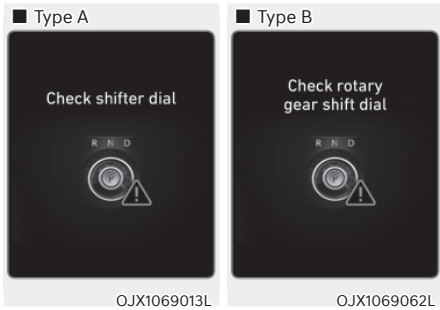 ■ Type A
Check shifter dial
R N D
P
OJX1069013L
■ Type B
Check rotary
gear shift dial
R N D
P
OJX1069062L